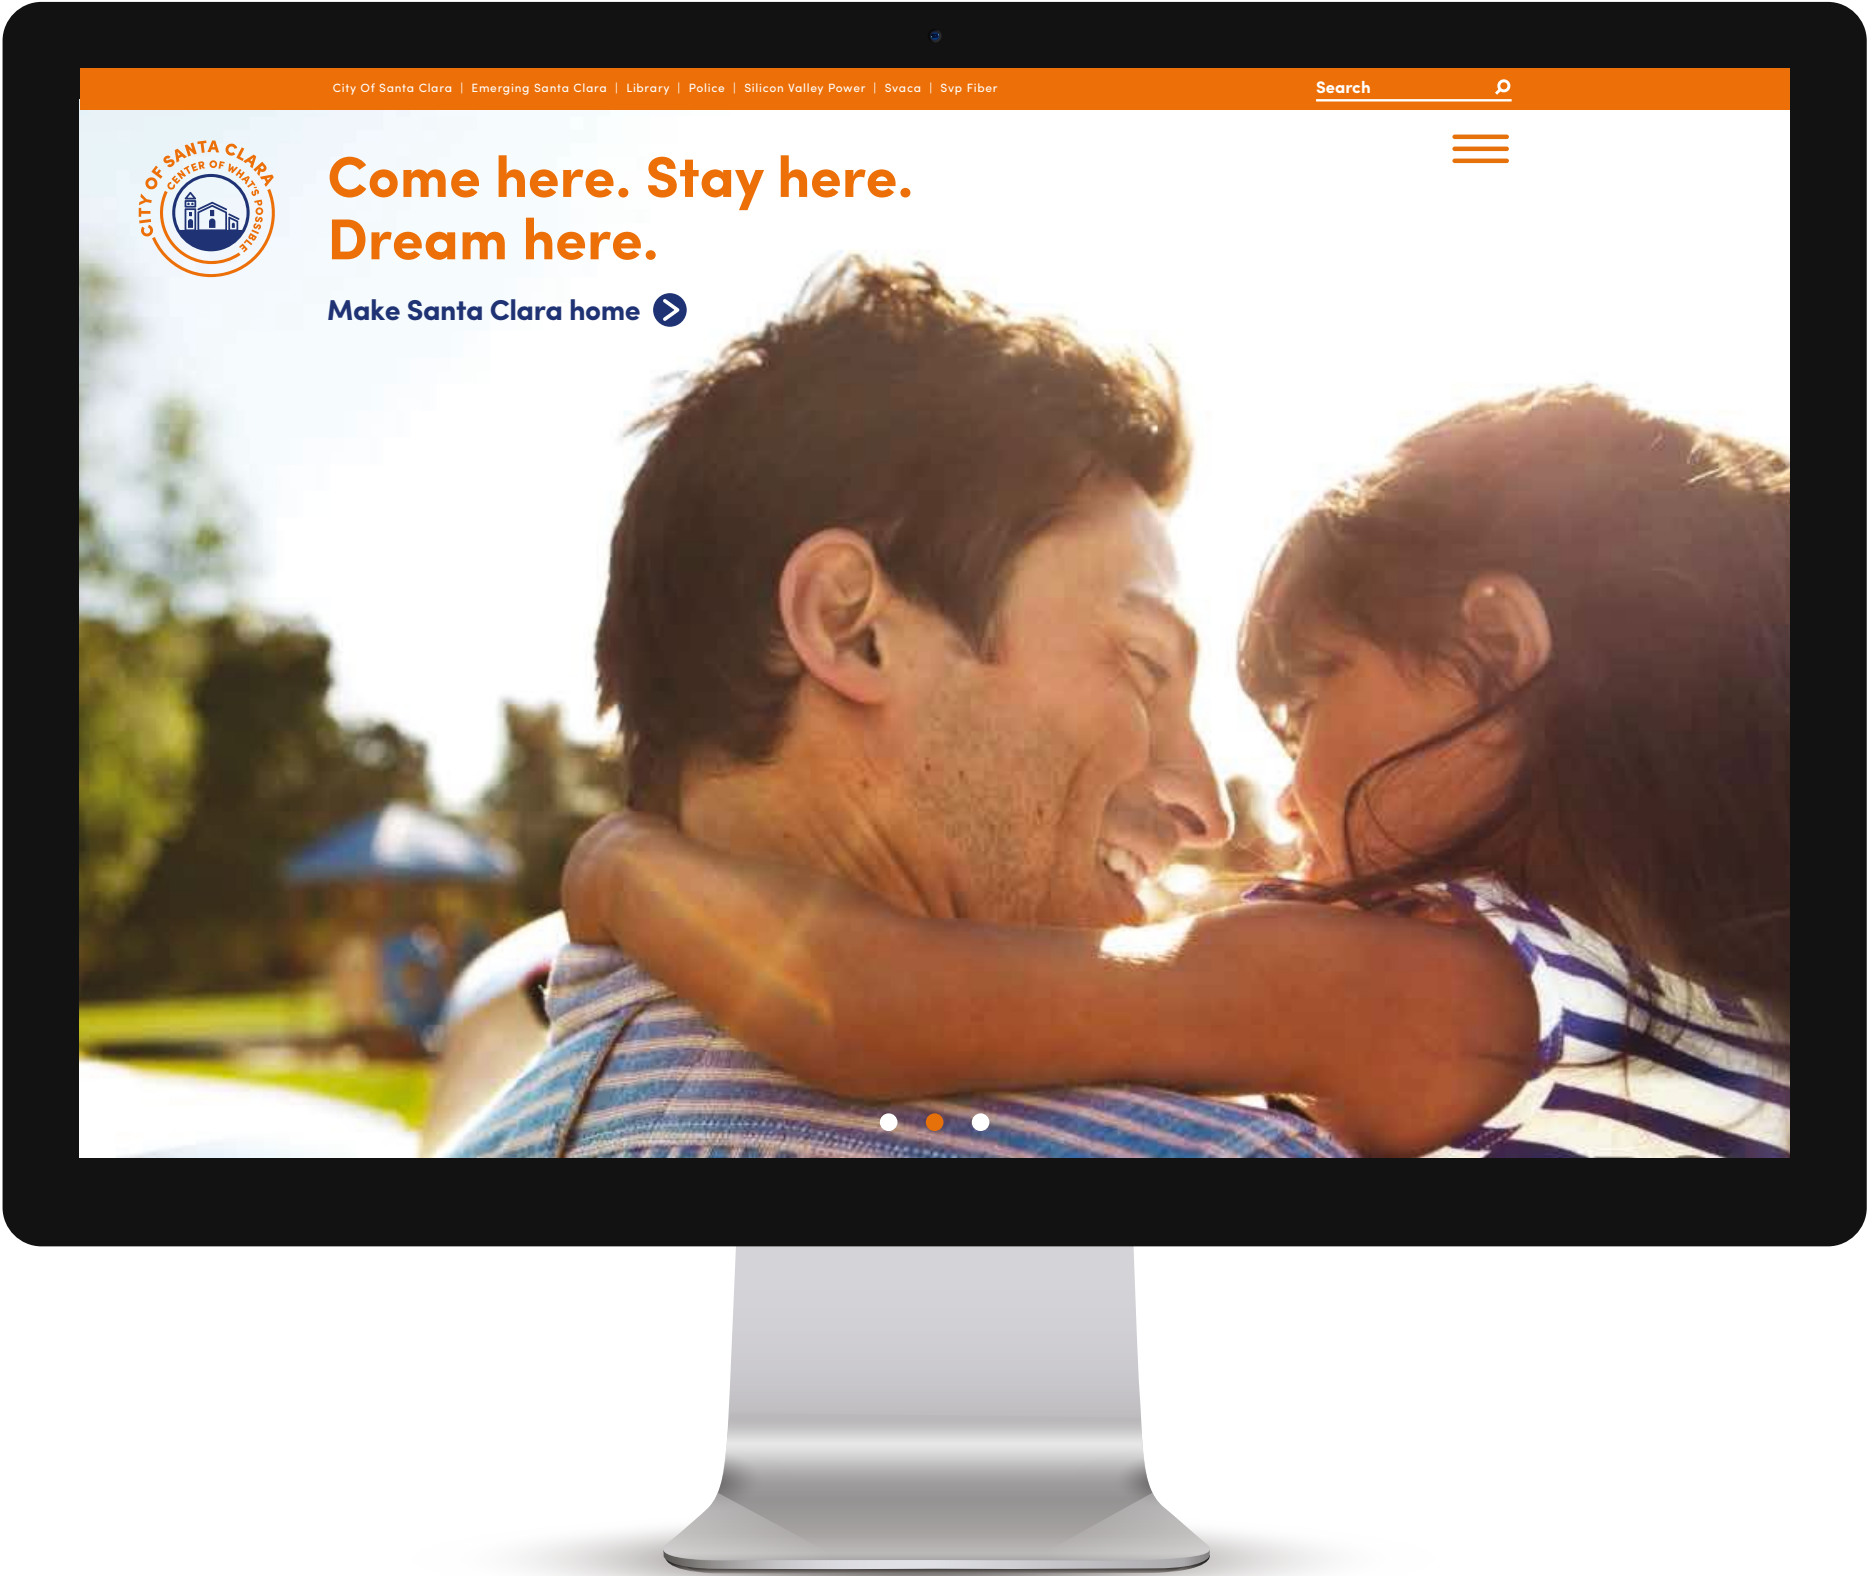 City Of Santa Clara | Emerging Santa Clara | Library | Police | Silicon Valley Power | Svaca | Svp Fiber
Search
CITY OF SANTA CLARA
CENTER OF WHAT'S POSSIBLE
Come here. Stay here.
Dream here.
Make Santa Clara home